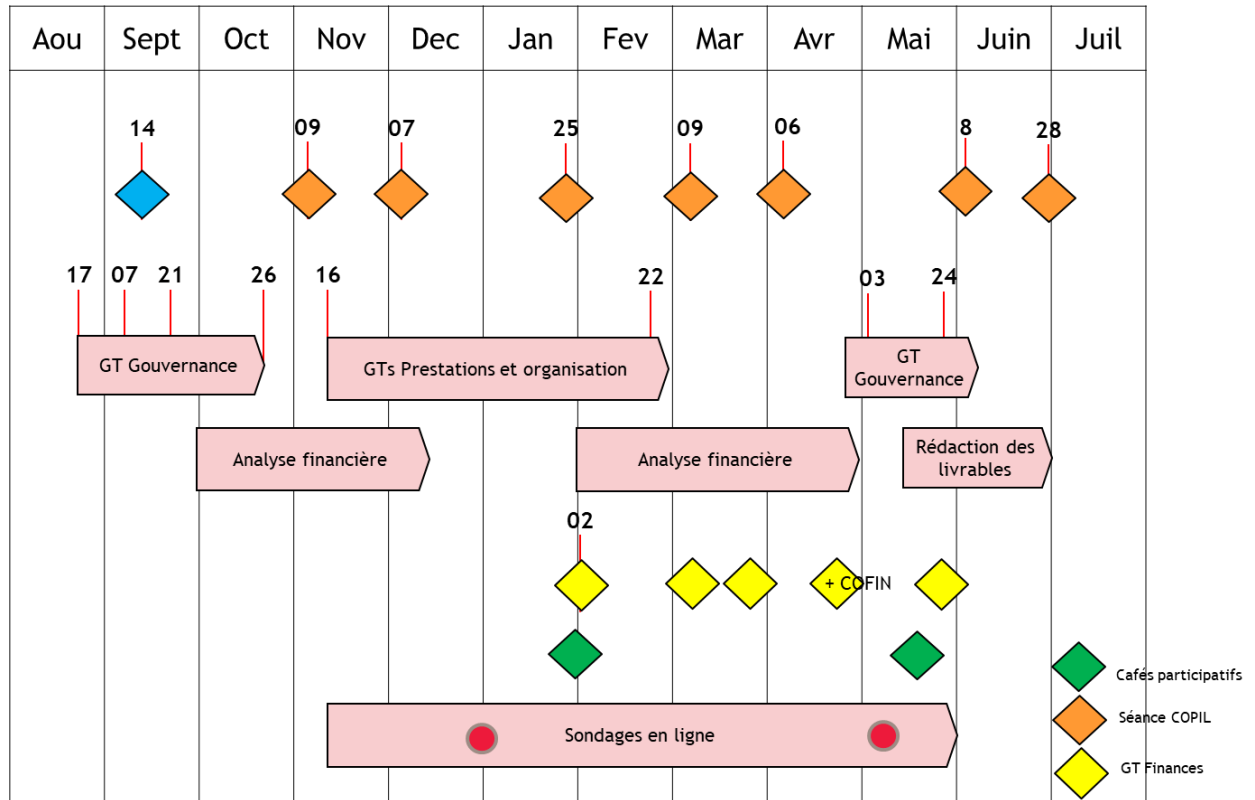 Aou Sept Oct Nov Dec Jan Fev Mar Avr Mai Juin Juil
14 09 07 25 09 06 8 28
17 07 21 26 16 22 03 24
GT Gouvernance
GTs Prestations et organisation
GT
Gouvernance
Analyse financière
Analyse financière
Rédaction des
livrables
02
+ COFIN
Cafés participatifs
Séance COPIL
Sondages en ligne
GT Finances